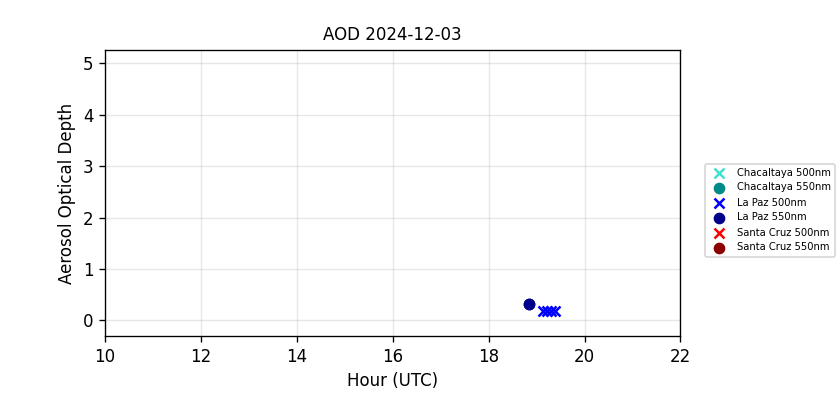 AOD 2024-12-03
5
4
3
2
1
0
Aerosol Optical Depth
10 12 14 16 18 20 22
Hour (UTC)
Chacaltaya 500nm
Chacaltaya 550nm
La Paz 500nm
La Paz 550nm
Santa Cruz 500nm
Santa Cruz 550nm